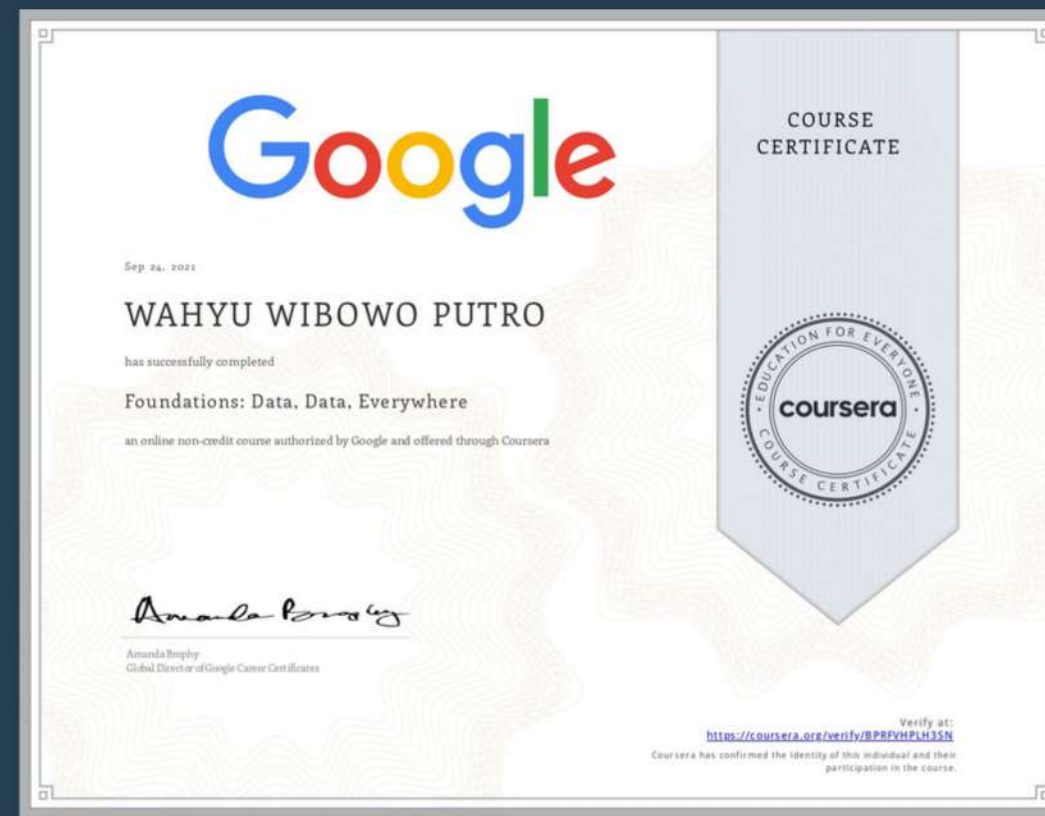 Google
COURSE
CERTIFICATE
Sep 24, 2021
WAHYU WIBOWO PUTRO
has successfully completed
Foundations: Data, Data, Everywhere
an online non-credit course authorized by Google and offered through Coursera
EDUCATION FOR EVERYONE
coursera
COURSE CERTIFICATE
Amanda Brophy
Amanda Brophy
Global Director of Google Career Certificates
Verify at:
https://coursera.org/verify/BPRFVHPLH3SN
Coursera has confirmed the identity of this individual and their
participation in the course.